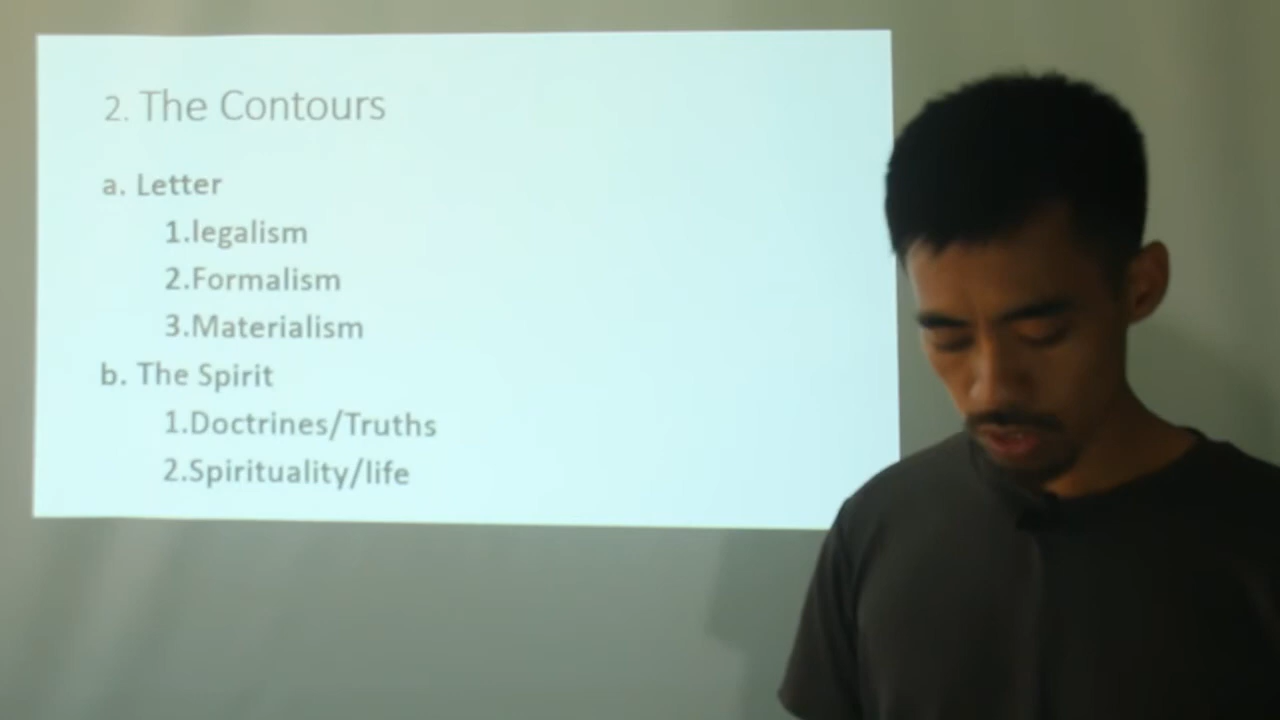 2. The Contours
a. Letter
1.legalism
2.Formalism
3.Materialism
b. The Spirit
1.Doctrines/Truths
2.Spirituality/life